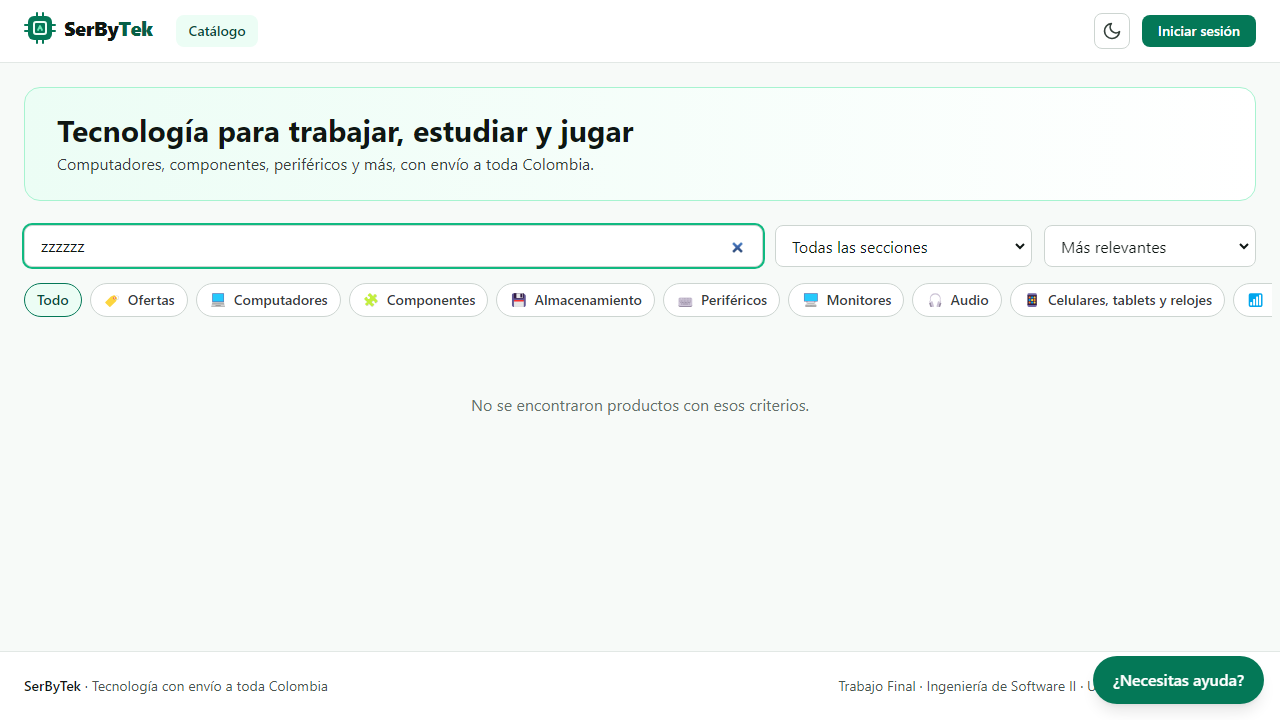 SerByTek
Catálogo
Iniciar sesión
Tecnología para trabajar, estudiar y jugar
Computadores, componentes, periféricos y más, con envío a toda Colombia.
zzzzzz
Todas las secciones
Más relevantes
Todo
Ofertas
Computadores
Componentes
Almacenamiento
Periféricos
Monitores
Audio
Celulares, tablets y relojes
No se encontraron productos con esos criterios.
SerByTek · Tecnología con envío a toda Colombia
Trabajo Final · Ingeniería de Software II ·
¿Necesitas ayuda?